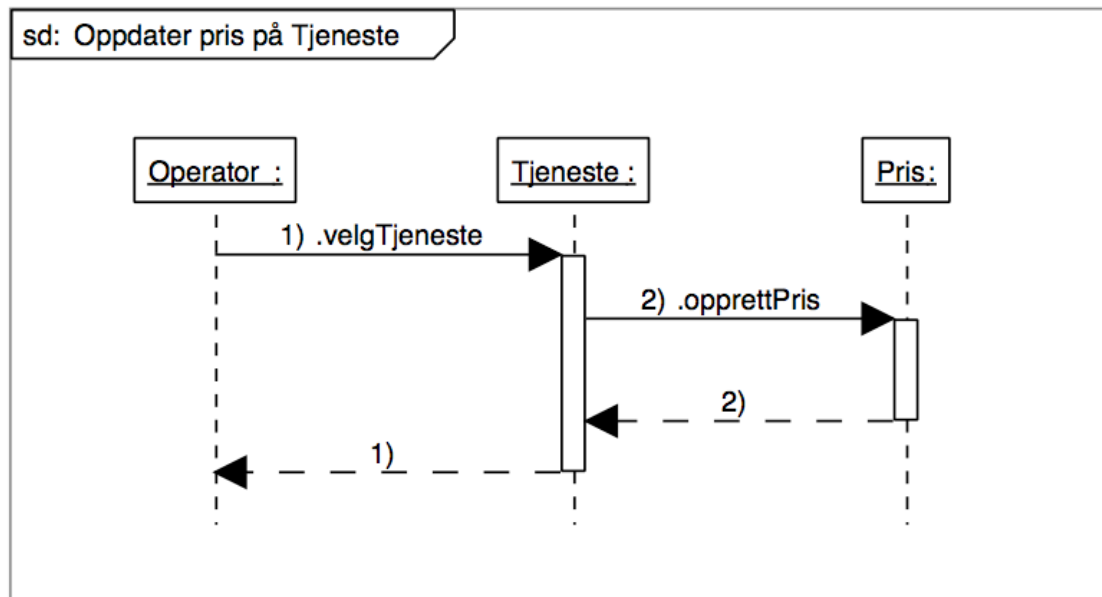 sd: Oppdater pris på Tjeneste
Operator :
Tjeneste :
Pris:
1) .velgTjeneste
2) .opprettPris
2)
1)